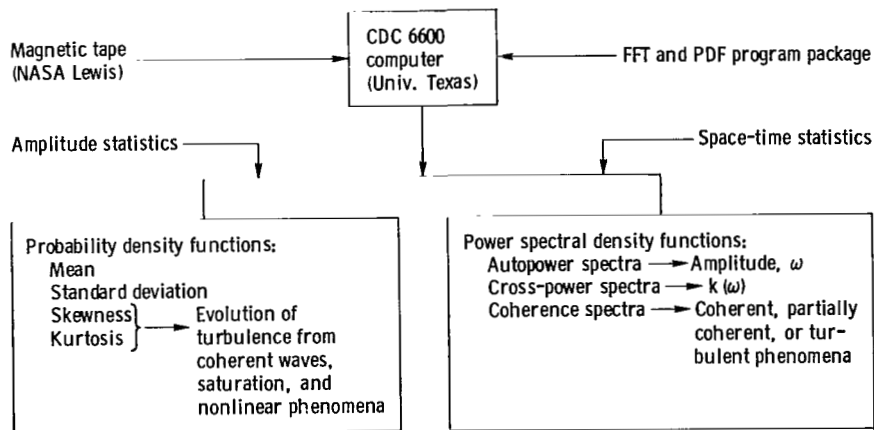 Magnetic tape
(NASA Lewis)
CDC 6600
computer
(Univ. Texas)
FFT and PDF program package
Amplitude statistics
Space-time statistics
Probability density functions:
Mean
Standard deviation
Skewness
Kurtosis
Evolution of
turbulence from
coherent waves,
saturation, and
nonlinear phenomena
Power spectral density functions:
Autopower spectra Amplitude, ω
Cross-power spectra k (ω)
Coherence spectra Coherent, partially
coherent, or tur-
bulent phenomena